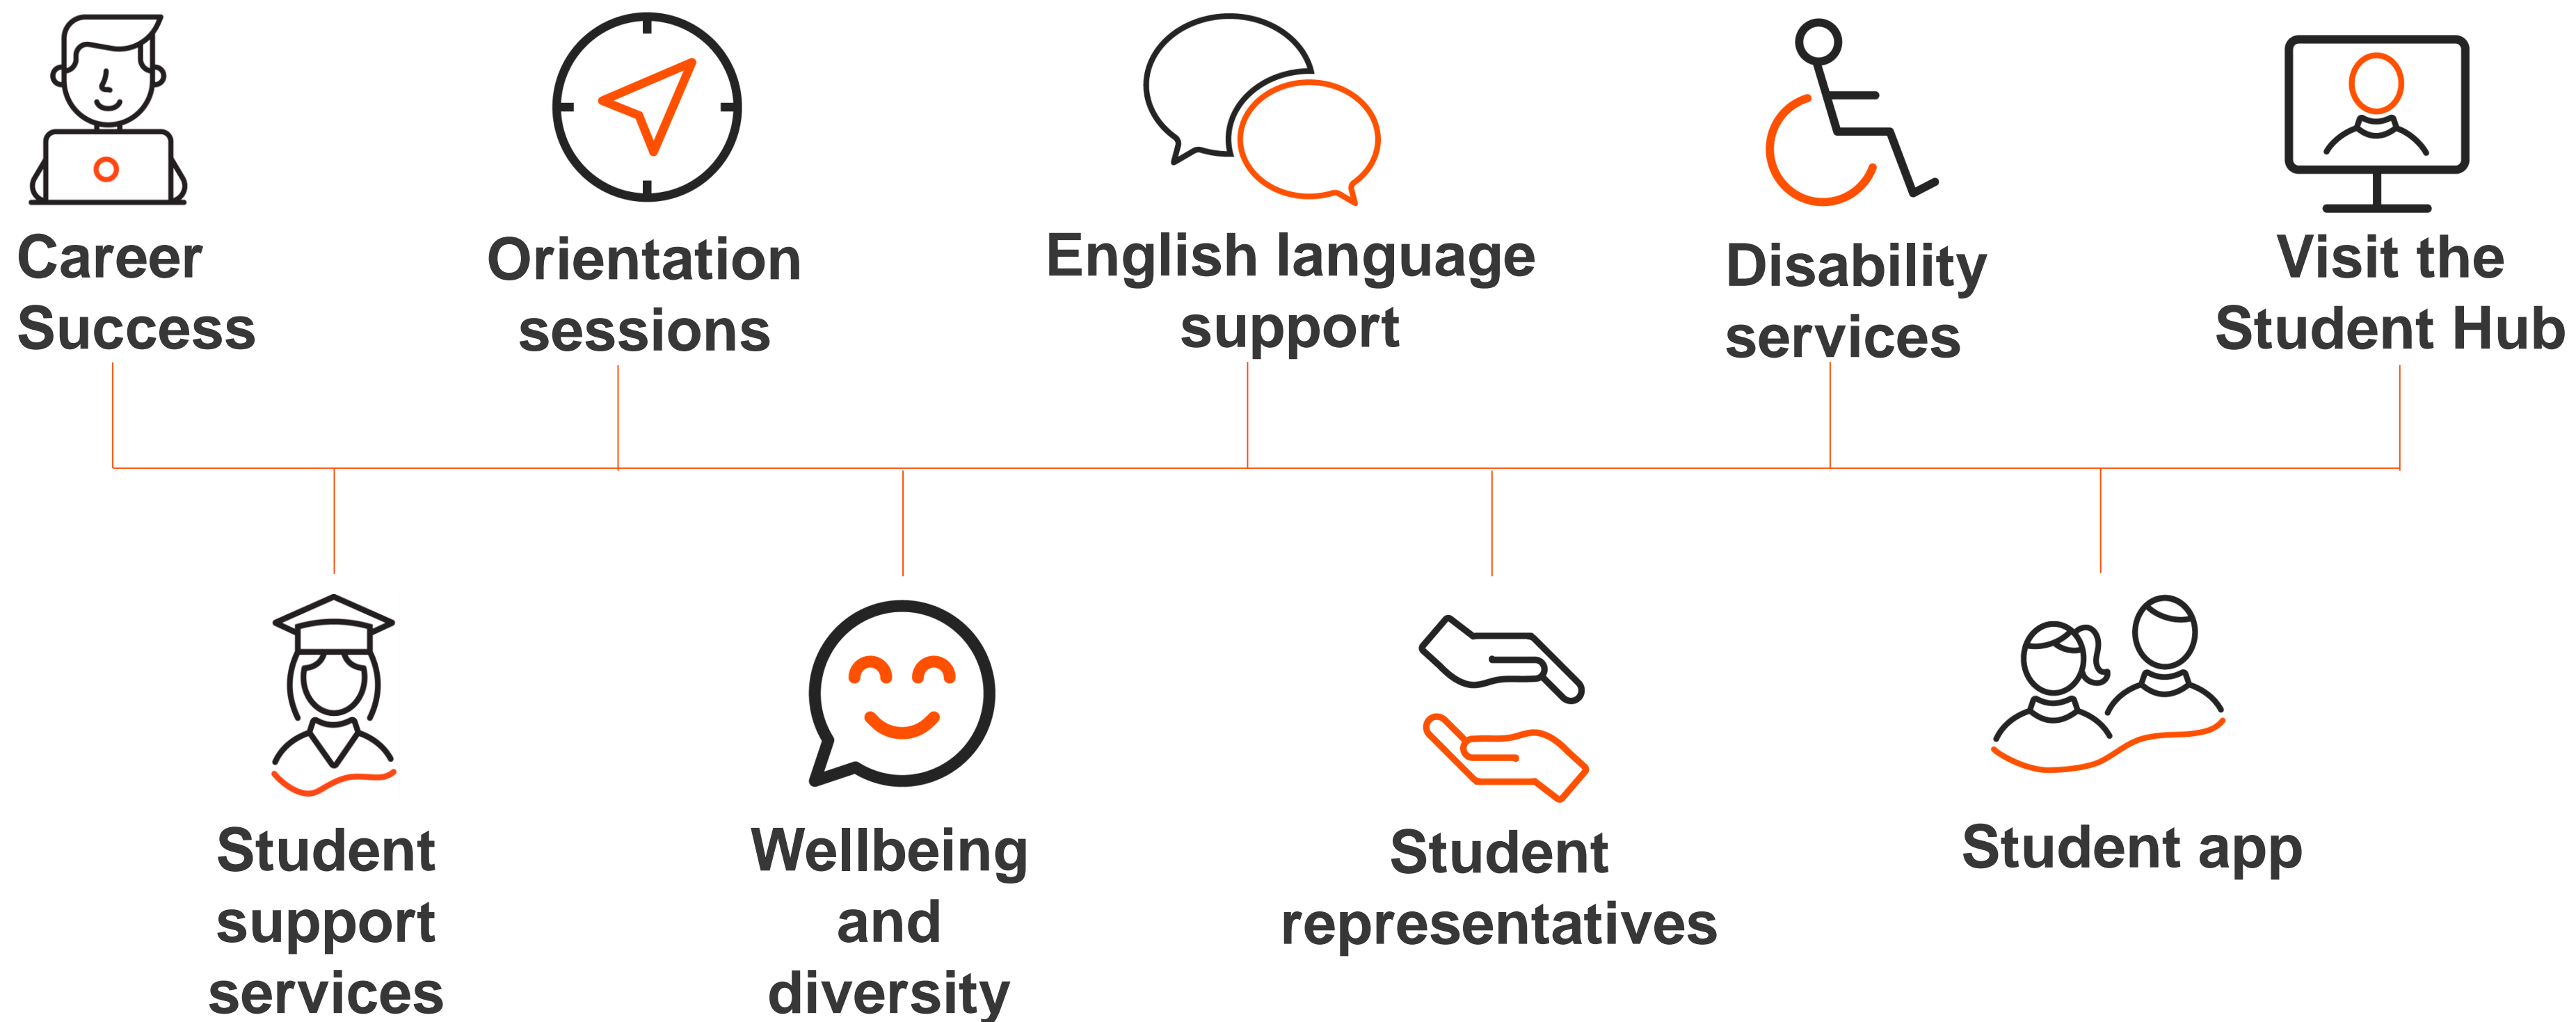 Career
Success
Orientation
sessions
English language
support
Disability
services
Visit the
Student Hub
Student
support
services
Wellbeing
and
diversity
Student
representatives
Student app